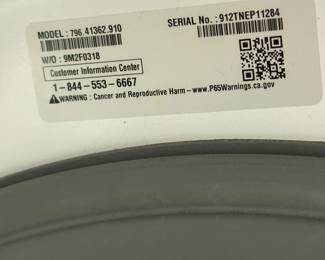 MODEL : 796.41362.910
SERIAL No. : 912TNEP11284
W/O : 9M2F0318
Customer Information Center
1-844-553-6667
WARNING : Cancer and Reproductive Harm – www.P65Warnings.ca.gov